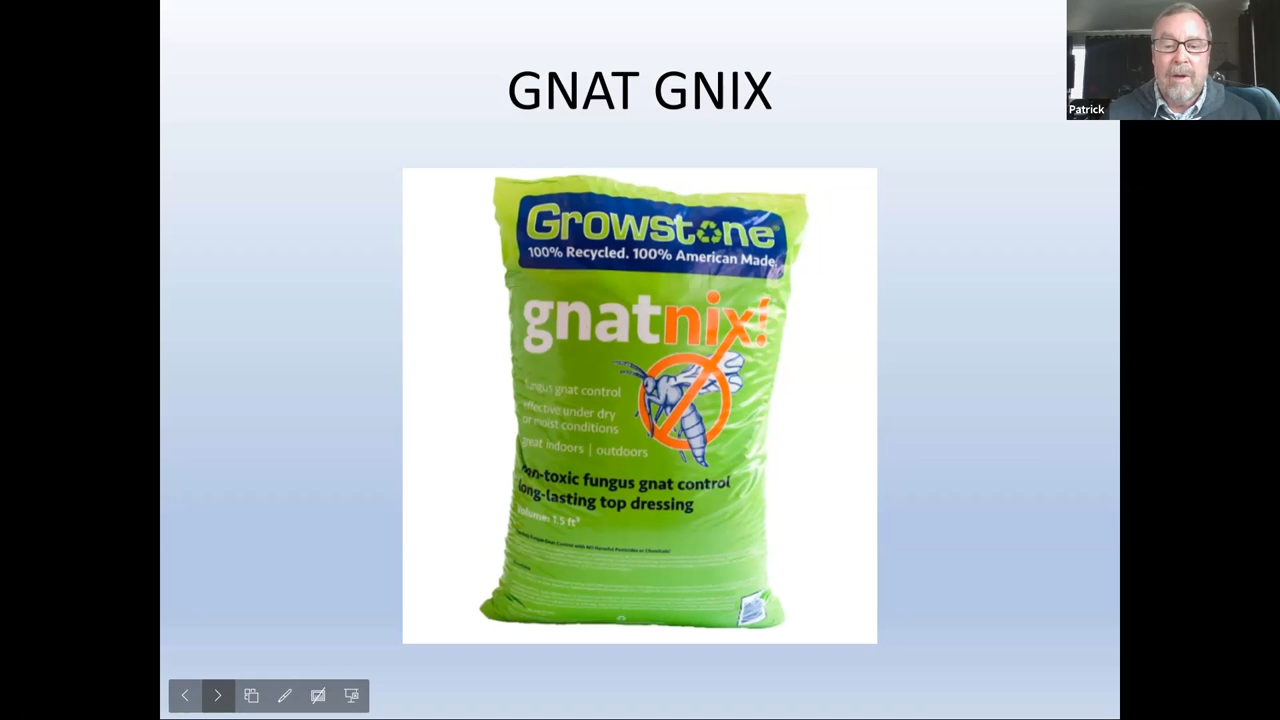 GNAT GNIX
Patrick
Growstone
100% Recycled. 100% American Made.
gnatnix!
fungus gnat control
effective under dry
or moist conditions
great indoors | outdoors
non-toxic fungus gnat control
long-lasting top dressing
Volume: 1.5 ft³